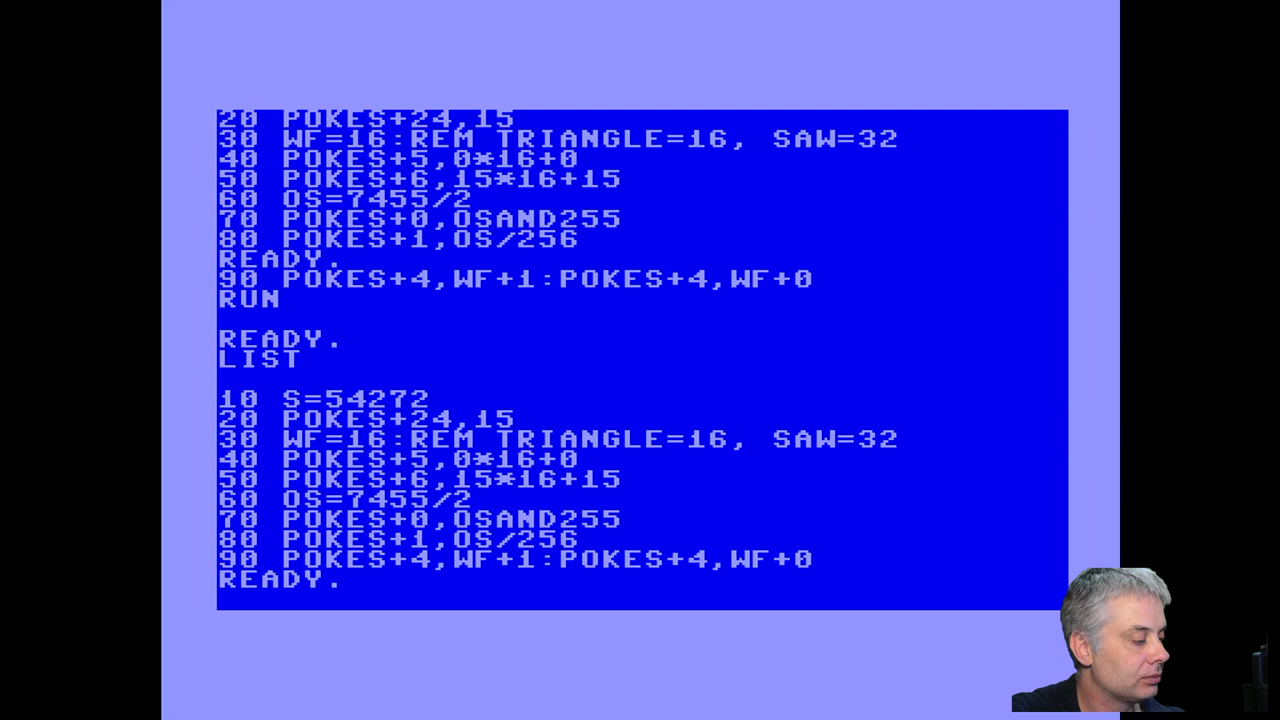 20 POKES+24,15
30 WF=16:REM TRIANGLE=16, SAW=32
40 POKES+5,0*16+0
50 POKES+6,15*16+15
60 OS=7455/2
70 POKES+0,OSAND255
80 POKES+1,OS/256
READY.
90 POKES+4,WF+1:POKES+4,WF+0
RUN
READY.
LIST
10 S=54272
20 POKES+24,15
30 WF=16:REM TRIANGLE=16, SAW=32
40 POKES+5,0*16+0
50 POKES+6,15*16+15
60 OS=7455/2
70 POKES+0,OSAND255
80 POKES+1,OS/256
90 POKES+4,WF+1:POKES+4,WF+0
READY.